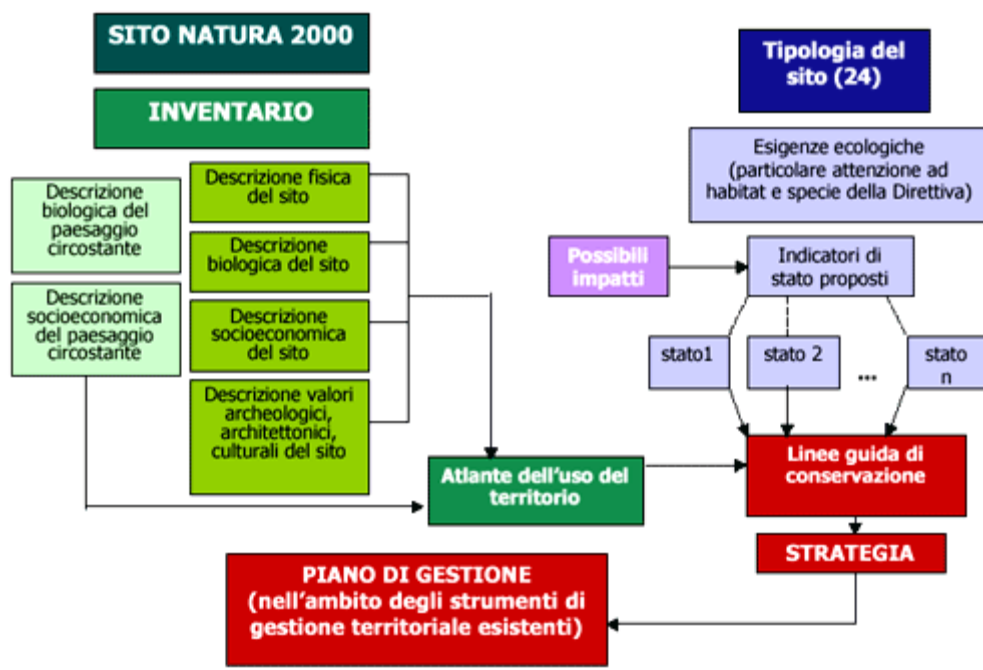 SITO NATURA 2000
INVENTARIO
Descrizione
biologica del
paesaggio
circostante
Descrizione
socioeconomica
del paesaggio
circostante
Descrizione fisica
del sito
Descrizione
biologica del sito
Descrizione
socioeconomica
del sito
Descrizione valori
archeologici,
architettonici,
culturali del sito
Atlante dell'uso del
territorio
Tipologia del
sito (24)
Esigenze ecologiche
(particolare attenzione ad
habitat e specie della Direttiva)
Possibili
impatti
Indicatori di
stato proposti
stato1
stato 2
...
stato
n
Linee guida di
conservazione
STRATEGIA
PIANO DI GESTIONE
(nell'ambito degli strumenti di
gestione territoriale esistenti)